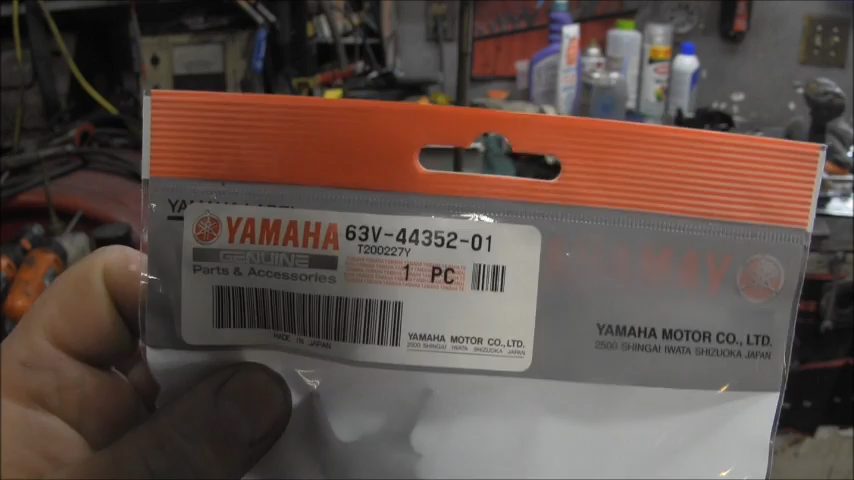 YAMAHA
GENUINE
Parts & Accessories
63V-44352-01
T200227Y
1 PC
MADE IN JAPAN
YAMAHA MOTOR CO.,LTD.
2500 SHINGAI IWATA SHIZUOKA JAPAN
YAMAHA MOTOR CO., LTD.
2500 SHINGAI IWATA SHIZUOKA JAPAN